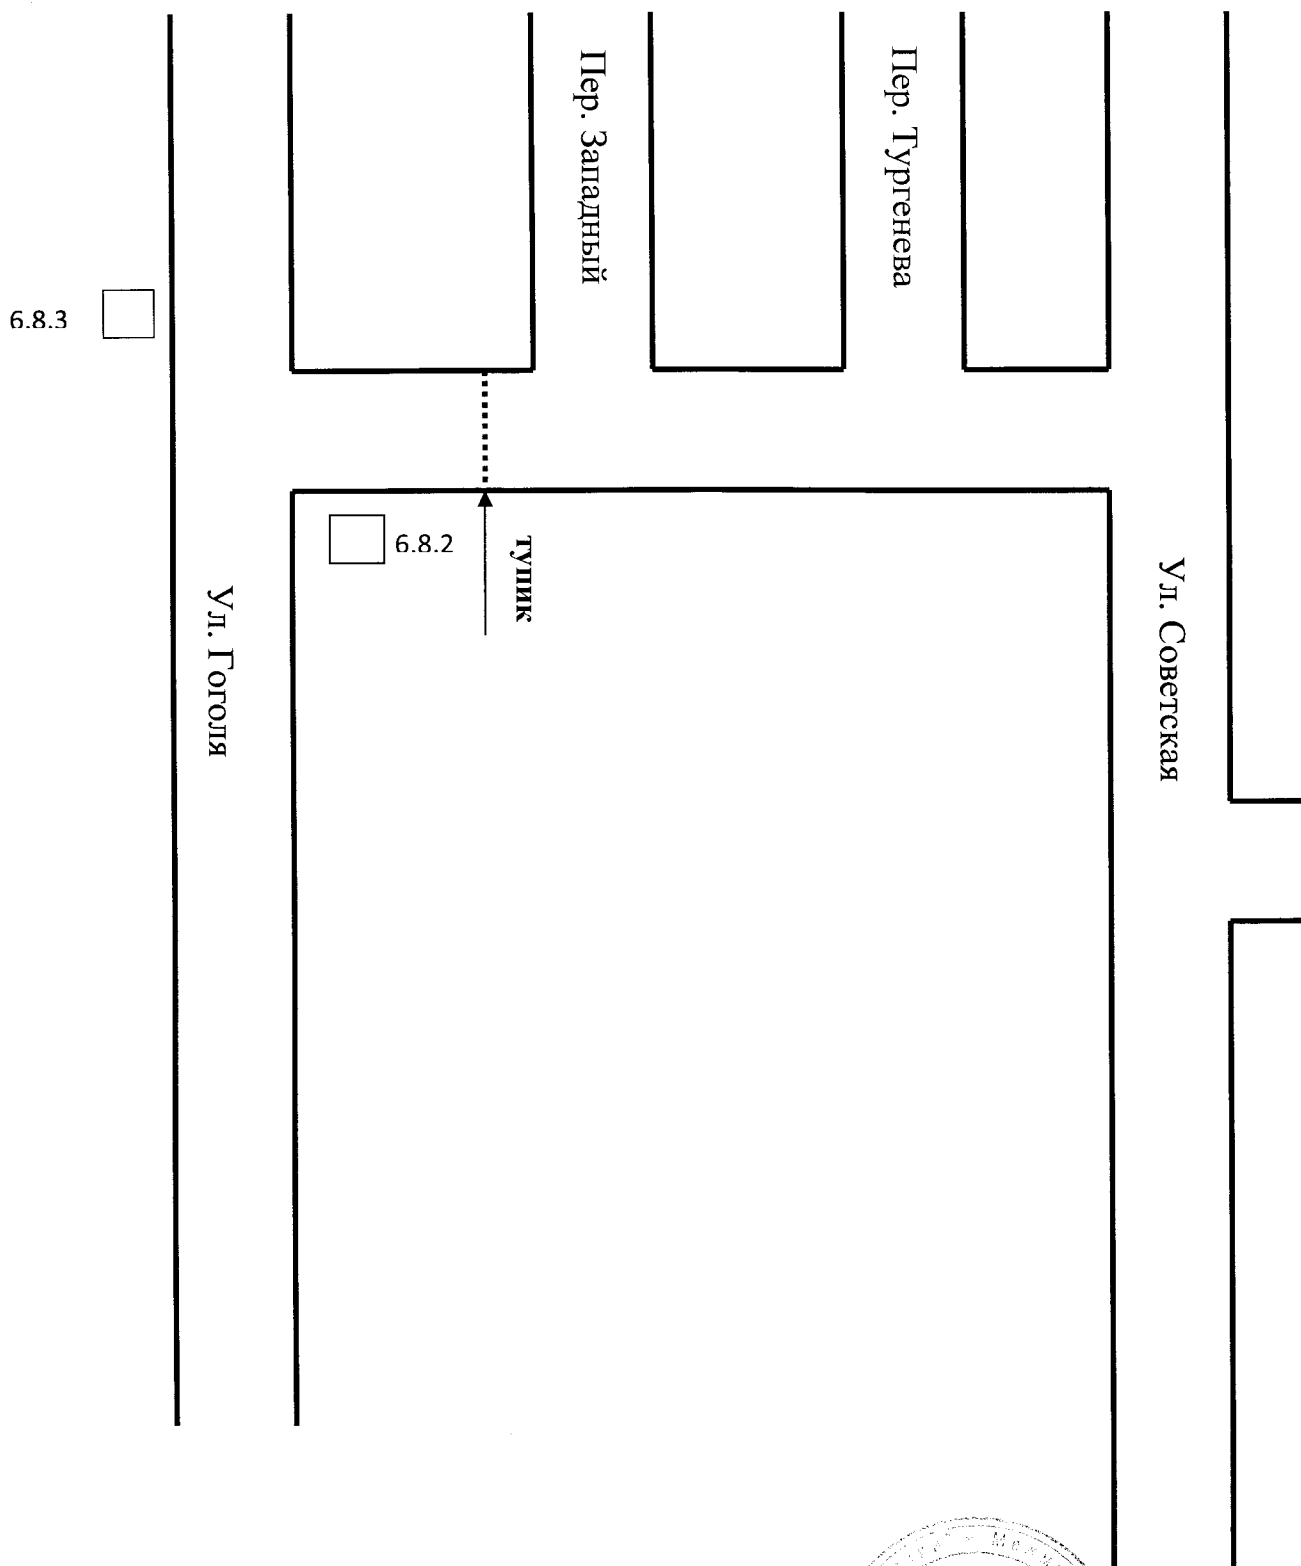 Пер. Западный
Пер. Тургенева
6.8.3
6.8.2
тупик
Ул. Гоголя
Ул. Советская